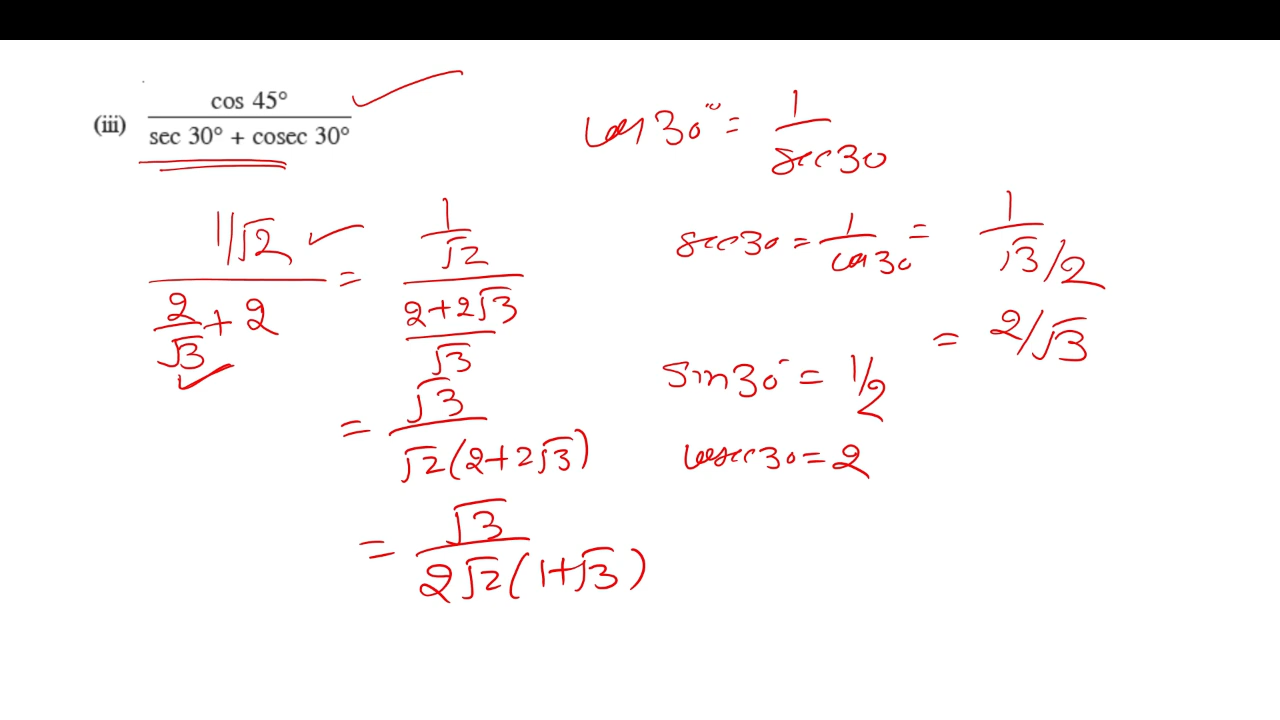 (iii) cos 45° / (sec 30° + cosec 30°)
(1/√2) / (2/√3 + 2) = (1/√2) / ((2+2√3)/√3)
= √3 / (√2(2+2√3))
= √3 / (2√2(1+√3))
cos 30° = 1/sec 30
sec 30 = 1/cos 30 = 1/(√3/2)
= 2/√3
sin 30° = 1/2
cosec 30 = 2